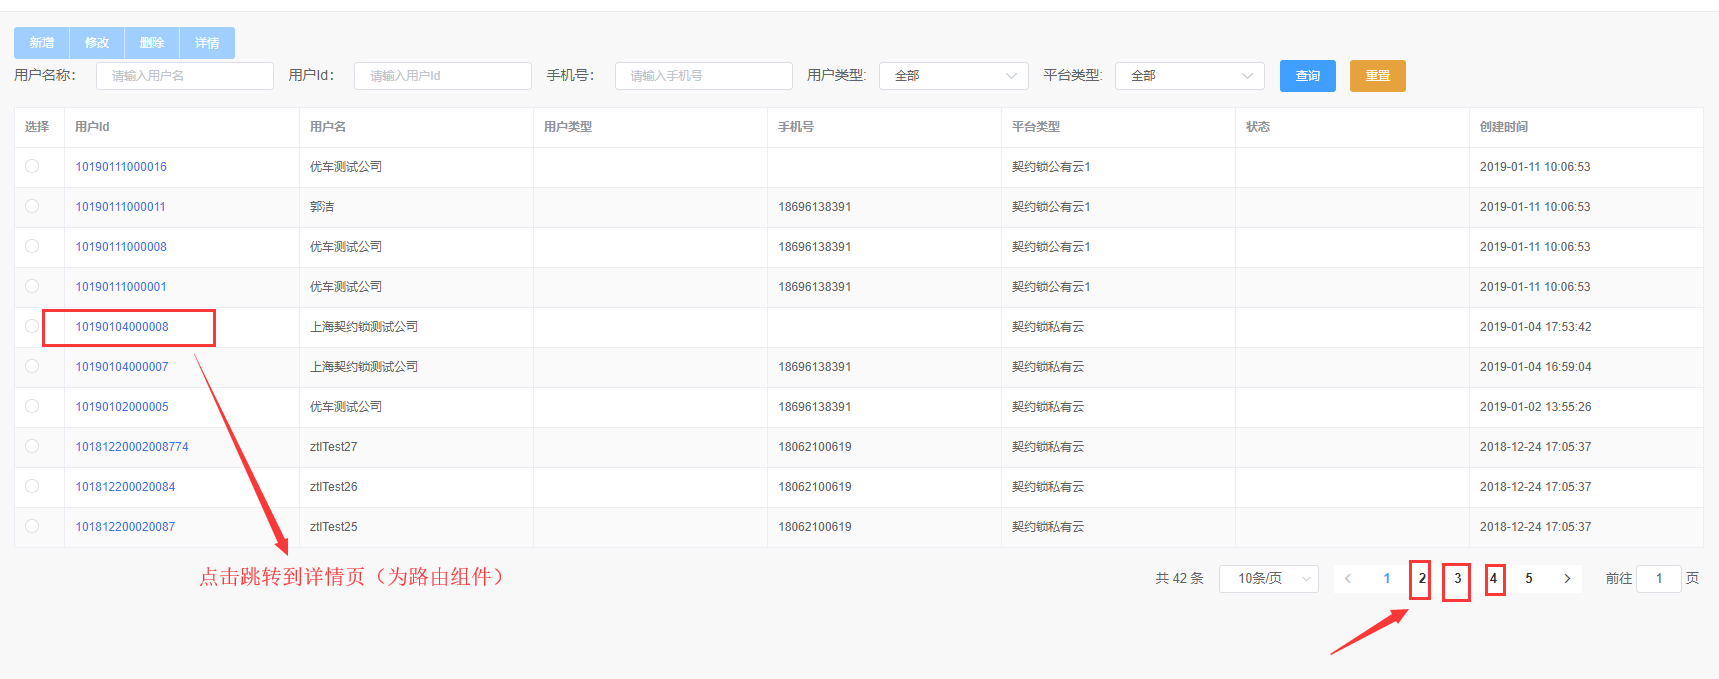 新增 修改 删除 详情
用户名称： 请输入用户名 用户Id： 请输入用户Id 手机号： 请输入手机号 用户类型: 全部 平台类型: 全部 查询 重置
选择 用户Id 用户名 用户类型 手机号 平台类型 状态 创建时间
10190111000016 优车测试公司 契约锁公有云1 2019-01-11 10:06:53
10190111000011 郭洁 18696138391 契约锁公有云1 2019-01-11 10:06:53
10190111000008 优车测试公司 18696138391 契约锁公有云1 2019-01-11 10:06:53
10190111000001 优车测试公司 18696138391 契约锁公有云1 2019-01-11 10:06:53
10190104000008 上海契约锁测试公司 契约锁私有云 2019-01-04 17:53:42
10190104000007 上海契约锁测试公司 18696138391 契约锁私有云 2019-01-04 16:59:04
10190102000005 优车测试公司 18696138391 契约锁私有云 2019-01-02 13:55:26
10181220002008774 ztlTest27 18062100619 契约锁私有云 2018-12-24 17:05:37
101812200020084 ztlTest26 18062100619 契约锁私有云 2018-12-24 17:05:37
101812200020087 ztlTest25 18062100619 契约锁私有云 2018-12-24 17:05:37
点击跳转到详情页（为路由组件）
共 42 条 10条/页 1 2 3 4 5 前往 1 页